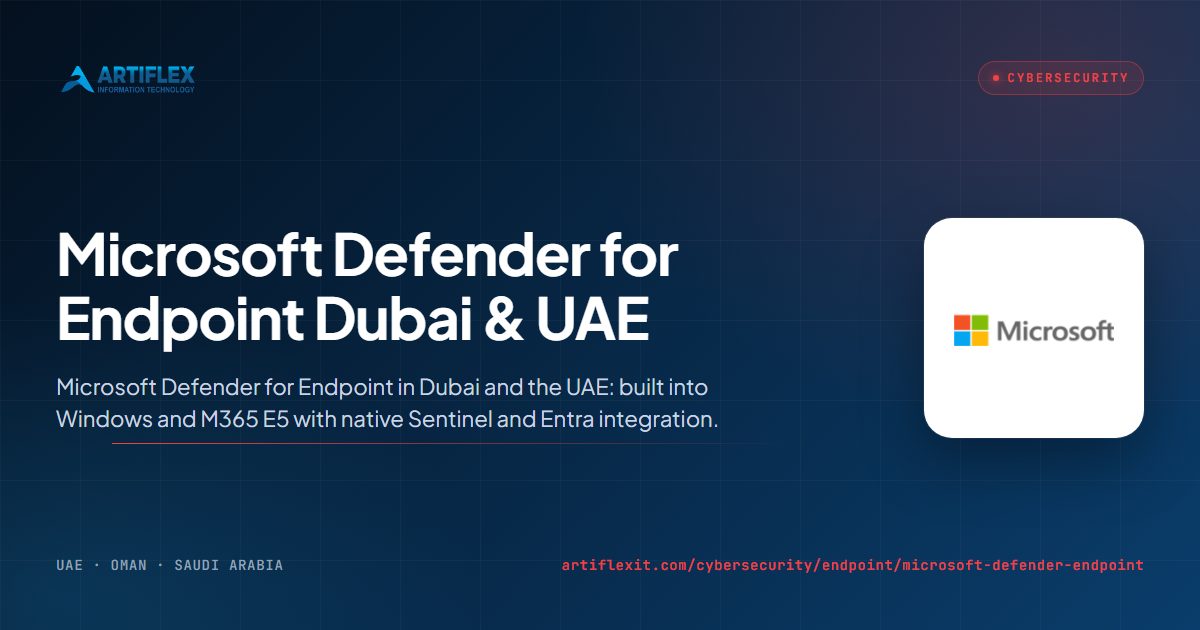 ARTIFLEX
INFORMATION TECHNOLOGY
CYBERSECURITY
Microsoft Defender for
Endpoint Dubai & UAE
Microsoft Defender for Endpoint in Dubai and the UAE: built into
Windows and M365 E5 with native Sentinel and Entra integration.
Microsoft
UAE · OMAN · SAUDI ARABIA
artiflexit.com/cybersecurity/endpoint/microsoft-defender-endpoint